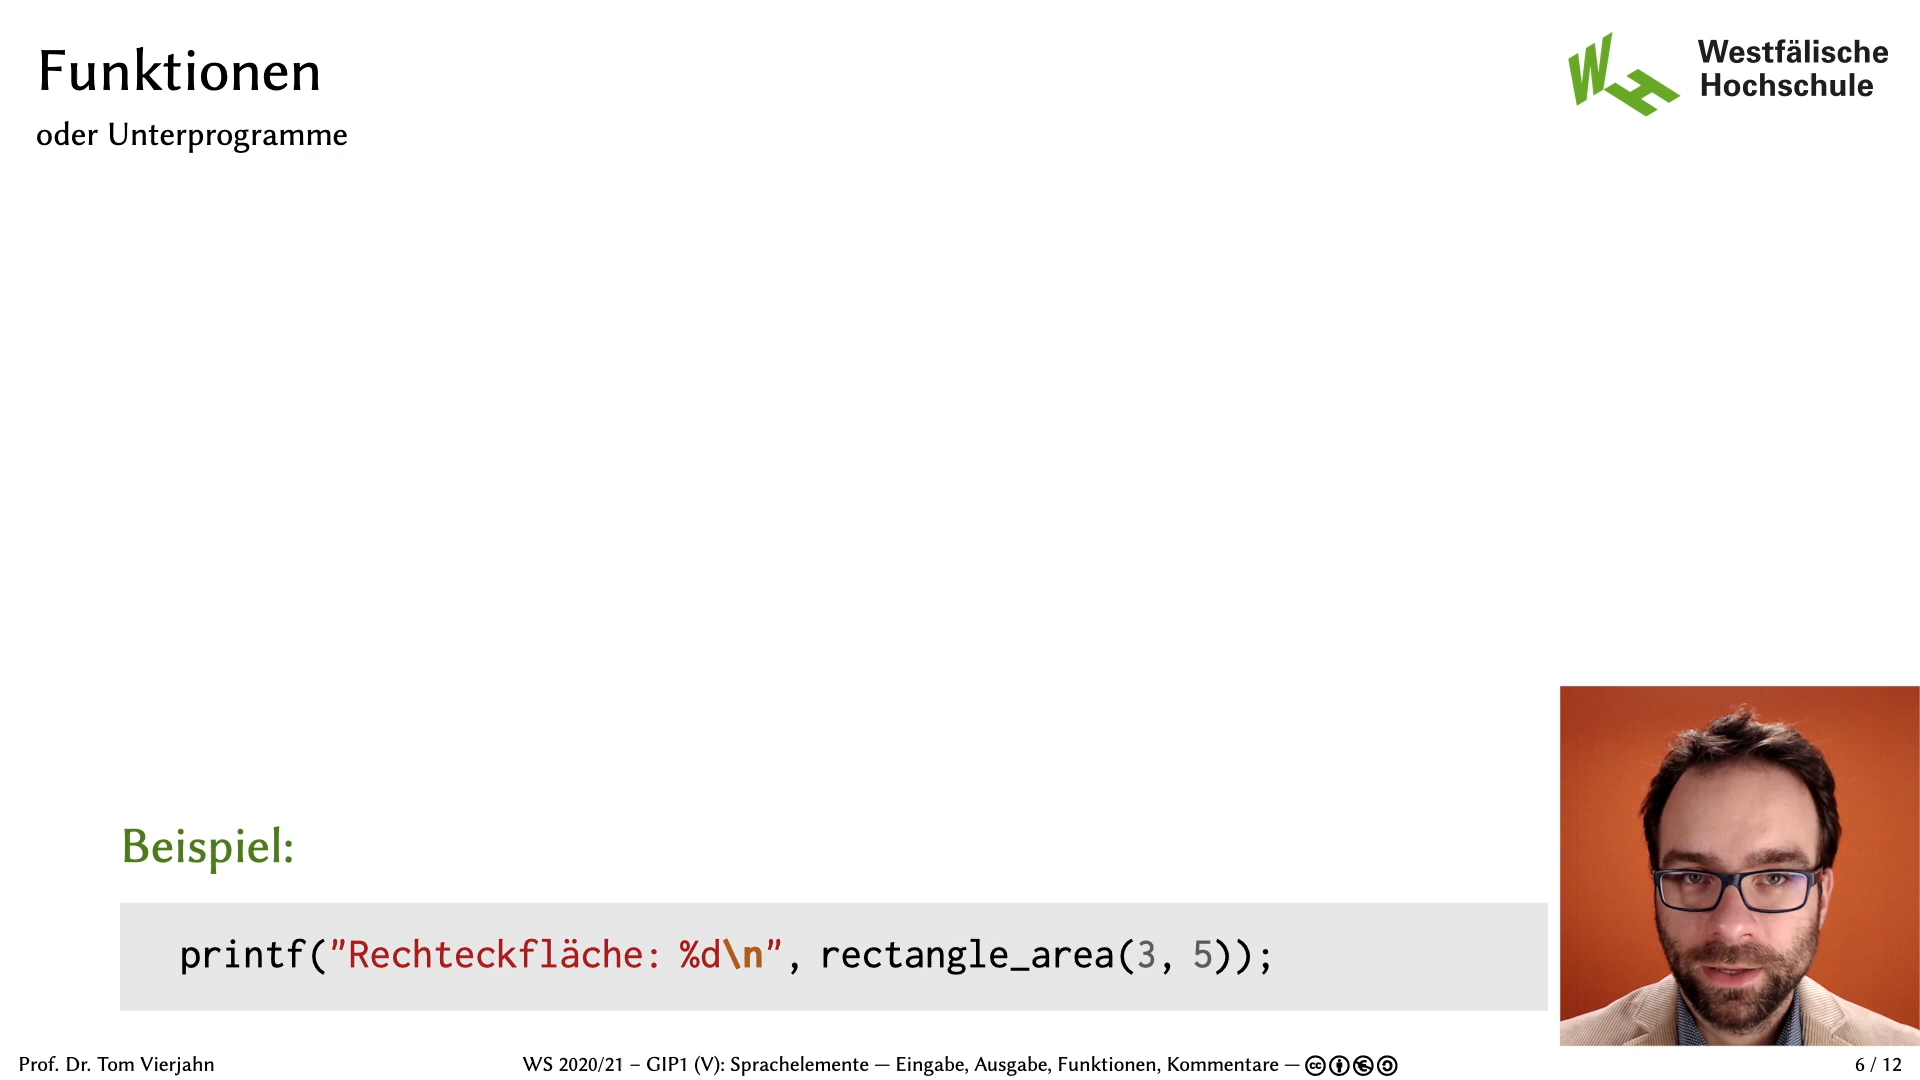 Funktionen
oder Unterprogramme
Westfälische
Hochschule
Beispiel:
printf("Rechteckfläche: %d\n", rectangle_area(3, 5));
Prof. Dr. Tom Vierjahn
WS 2020/21 – GIP1 (V): Sprachelemente — Eingabe, Ausgabe, Funktionen, Kommentare —
6 / 12